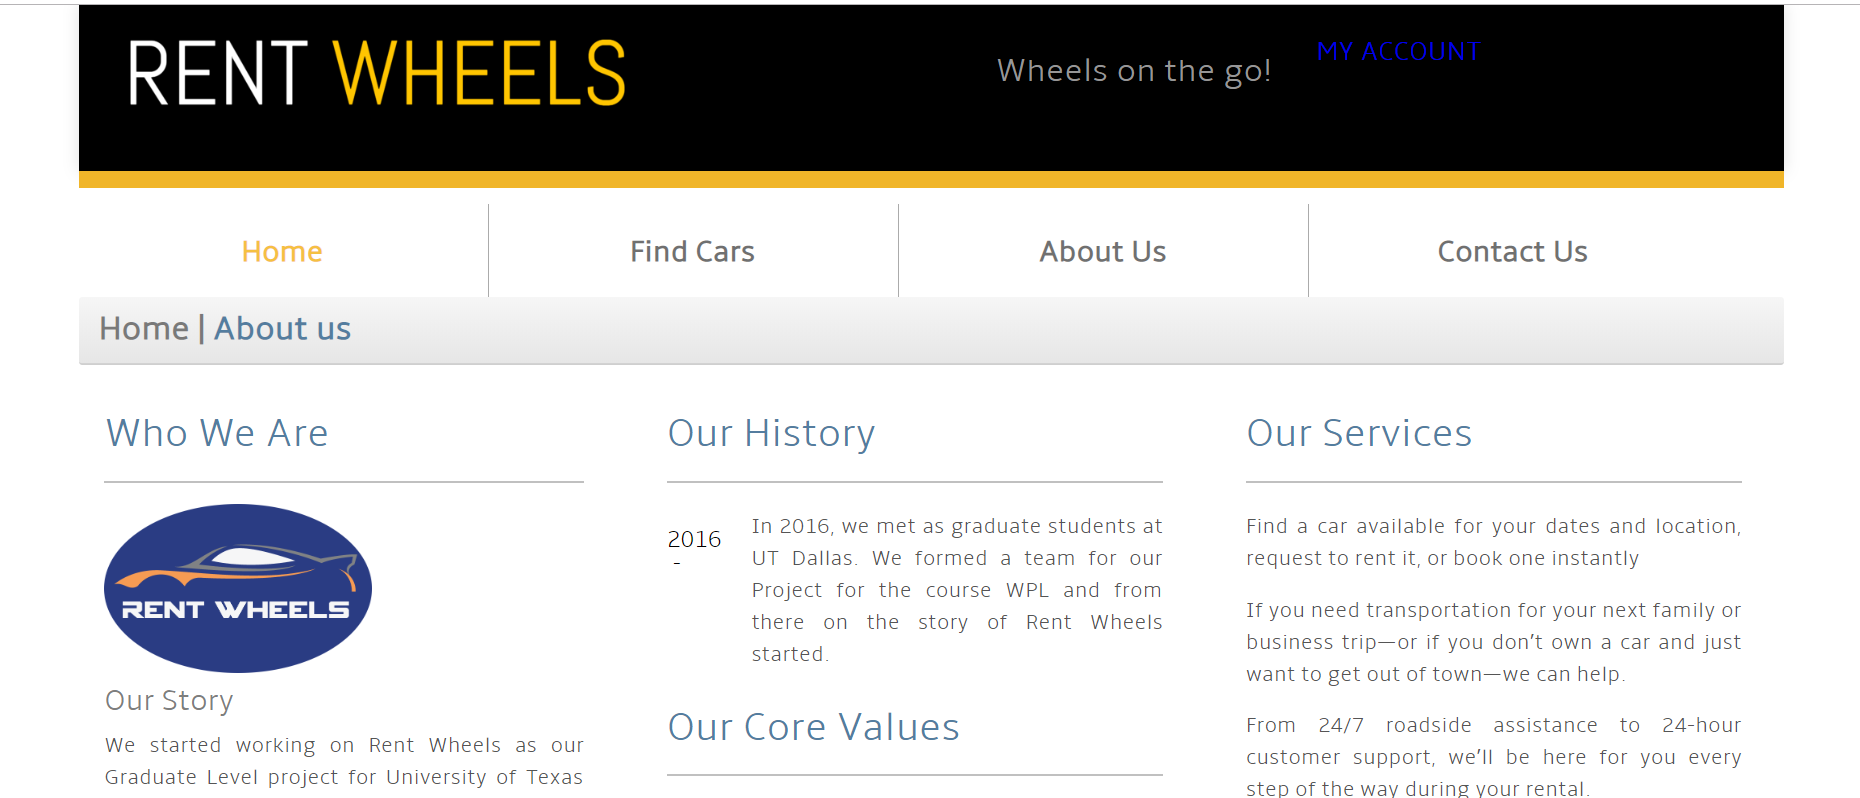 RENT WHEELS
Wheels on the go!
MY ACCOUNT
Home
Find Cars
About Us
Contact Us
Home | About us
Who We Are
RENT WHEELS
Our Story
We started working on Rent Wheels as our
Graduate Level project for University of Texas
Our History
2016
-
In 2016, we met as graduate students at
UT Dallas. We formed a team for our
Project for the course WPL and from
there on the story of Rent Wheels
started.
Our Core Values
Our Services
Find a car available for your dates and location,
request to rent it, or book one instantly
If you need transportation for your next family or
business trip—or if you don’t own a car and just
want to get out of town—we can help.
From 24/7 roadside assistance to 24-hour
customer support, we’ll be here for you every
step of the way during your rental.